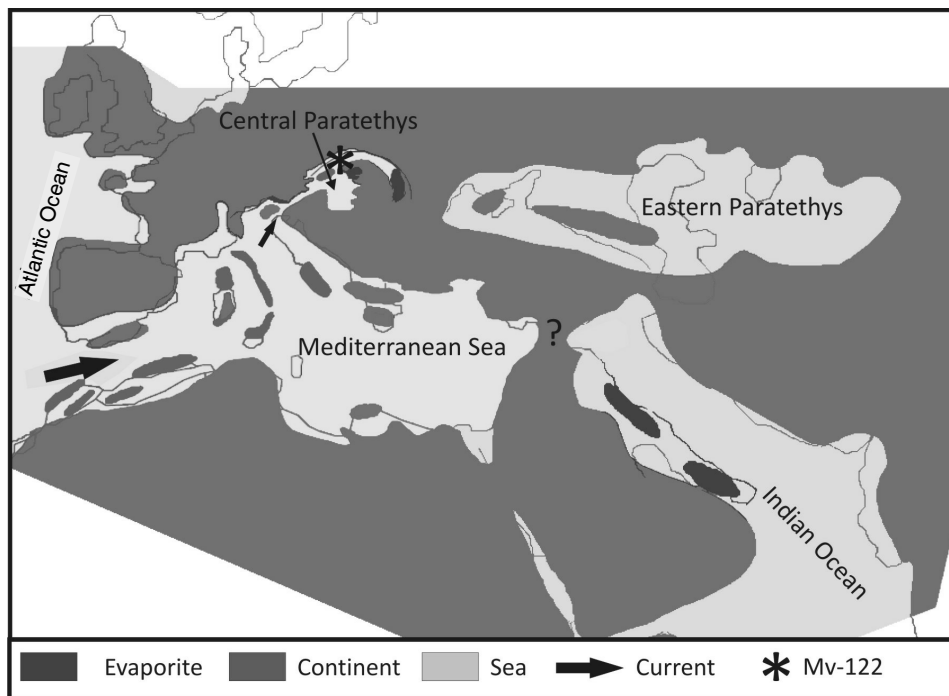 Central Paratethys
Atlantic Ocean
Eastern Paratethys
Mediterranean Sea
?
Indian Ocean
Evaporite
Continent
Sea
Current
Mv-122